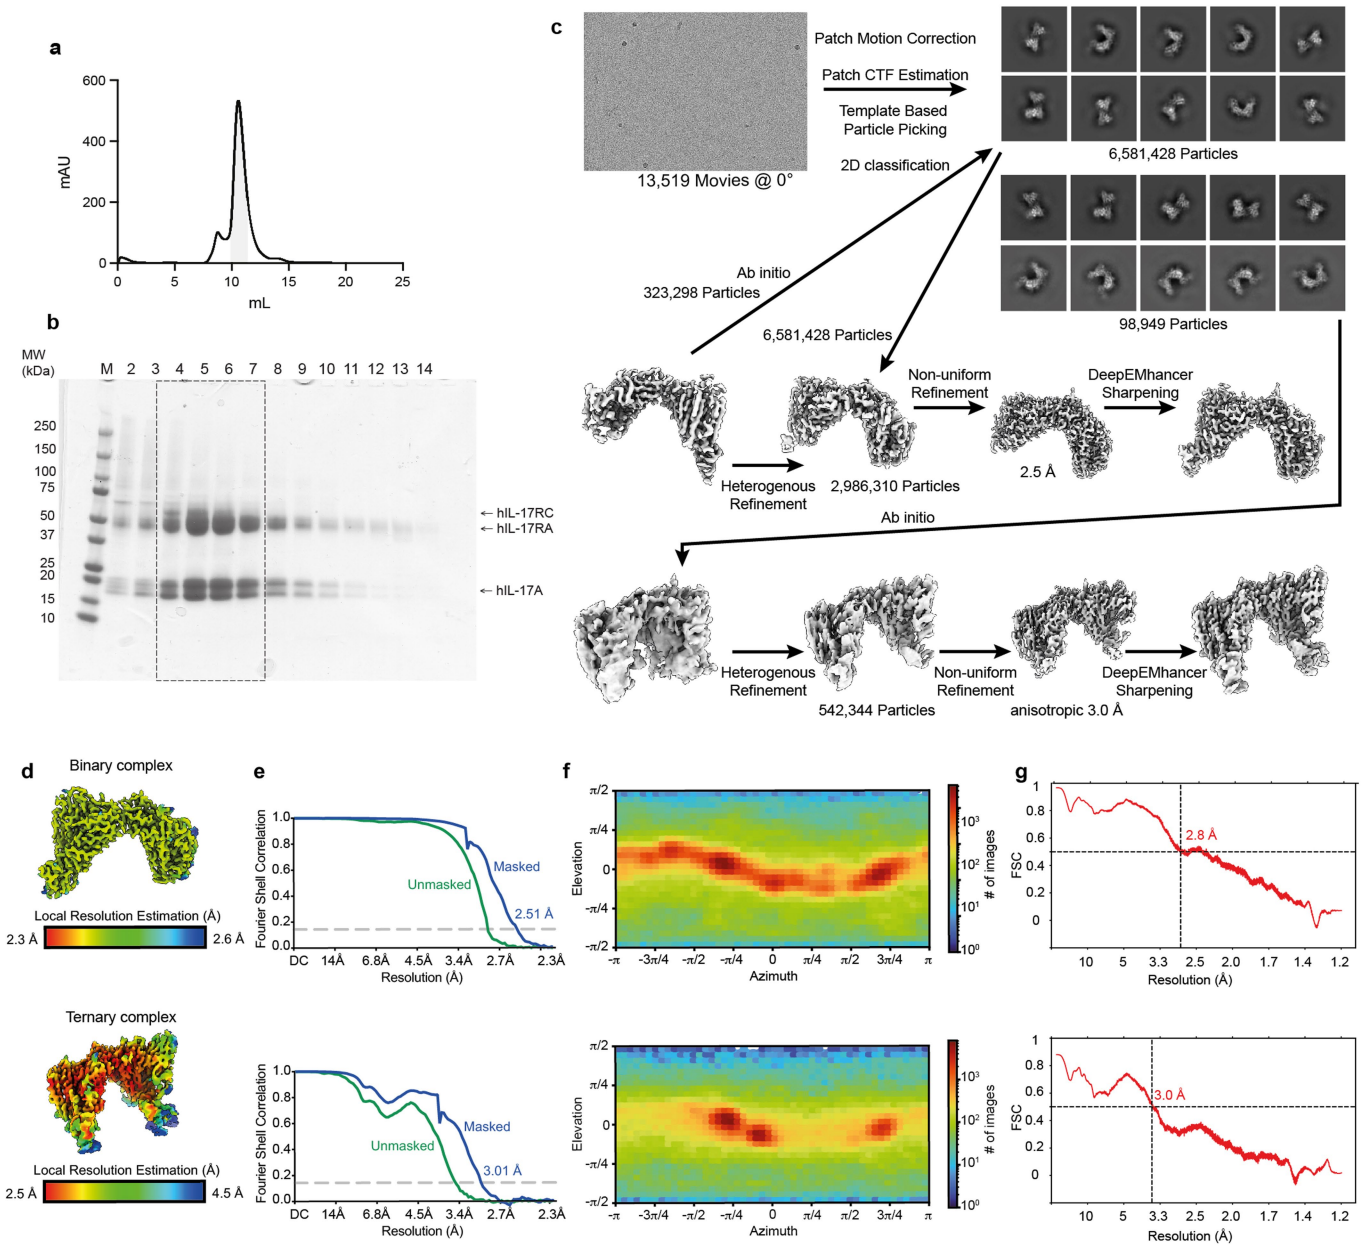 a
600
400
200
0
mAU
0 5 10 15 20 25
mL
b
MW
(kDa)
M 2 3 4 5 6 7 8 9 10 11 12 13 14
250
150
100
75
50
37
25
20
15
10
← hIL-17RC
← hIL-17RA
← hIL-17A
c
13,519 Movies @ 0°
Patch Motion Correction
Patch CTF Estimation
Template Based
Particle Picking
2D classification
6,581,428 Particles
98,949 Particles
Ab initio
323,298 Particles
6,581,428 Particles
Heterogenous
Refinement
2,986,310 Particles
Non-uniform
Refinement
2.5 Å
DeepEMhancer
Sharpening
Ab initio
Heterogenous
Refinement
542,344 Particles
Non-uniform
Refinement
anisotropic 3.0 Å
DeepEMhancer
Sharpening
d
Binary complex
Local Resolution Estimation (Å)
2.3 Å 2.6 Å
Ternary complex
Local Resolution Estimation (Å)
2.5 Å 4.5 Å
e
Fourier Shell Correlation
1.0
0.8
0.6
0.4
0.2
0.0
Masked
Unmasked
2.51 Å
DC 14Å 6.8Å 4.5Å 3.4Å 2.7Å 2.3Å
Resolution (Å)
Fourier Shell Correlation
1.0
0.8
0.6
0.4
0.2
0.0
Masked
Unmasked
3.01 Å
DC 14Å 6.8Å 4.5Å 3.4Å 2.7Å 2.3Å
Resolution (Å)
f
Elevation
π/2
π/4
0
-π/4
-π/2
-π -3π/4 -π/2 -π/4 0 π/4 π/2 3π/4 π
Azimuth
10³
10²
10¹
10⁰
# of images
Elevation
π/2
π/4
0
-π/4
-π/2
-π -3π/4 -π/2 -π/4 0 π/4 π/2 3π/4 π
Azimuth
10³
10²
10¹
10⁰
# of images
g
FSC
1
0.8
0.6
0.4
0.2
0
2.8 Å
10 5 3.3 2.5 2.0 1.7 1.4 1.2
Resolution (Å)
FSC
1
0.8
0.6
0.4
0.2
0
3.0 Å
10 5 3.3 2.5 2.0 1.7 1.4 1.2
Resolution (Å)